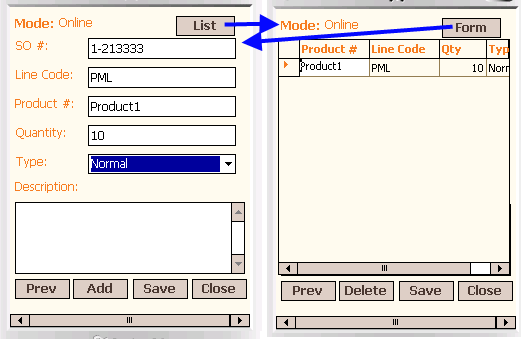 Mode: Online
List
SO #:
1-213333
Line Code:
PML
Product #:
Product1
Quantity:
10
Type:
Normal
Description:
Prev Add Save Close
Mode: Online
Form
Product # Line Code Qty Typ
Product1 PML 10 Norr
Prev Delete Save Close